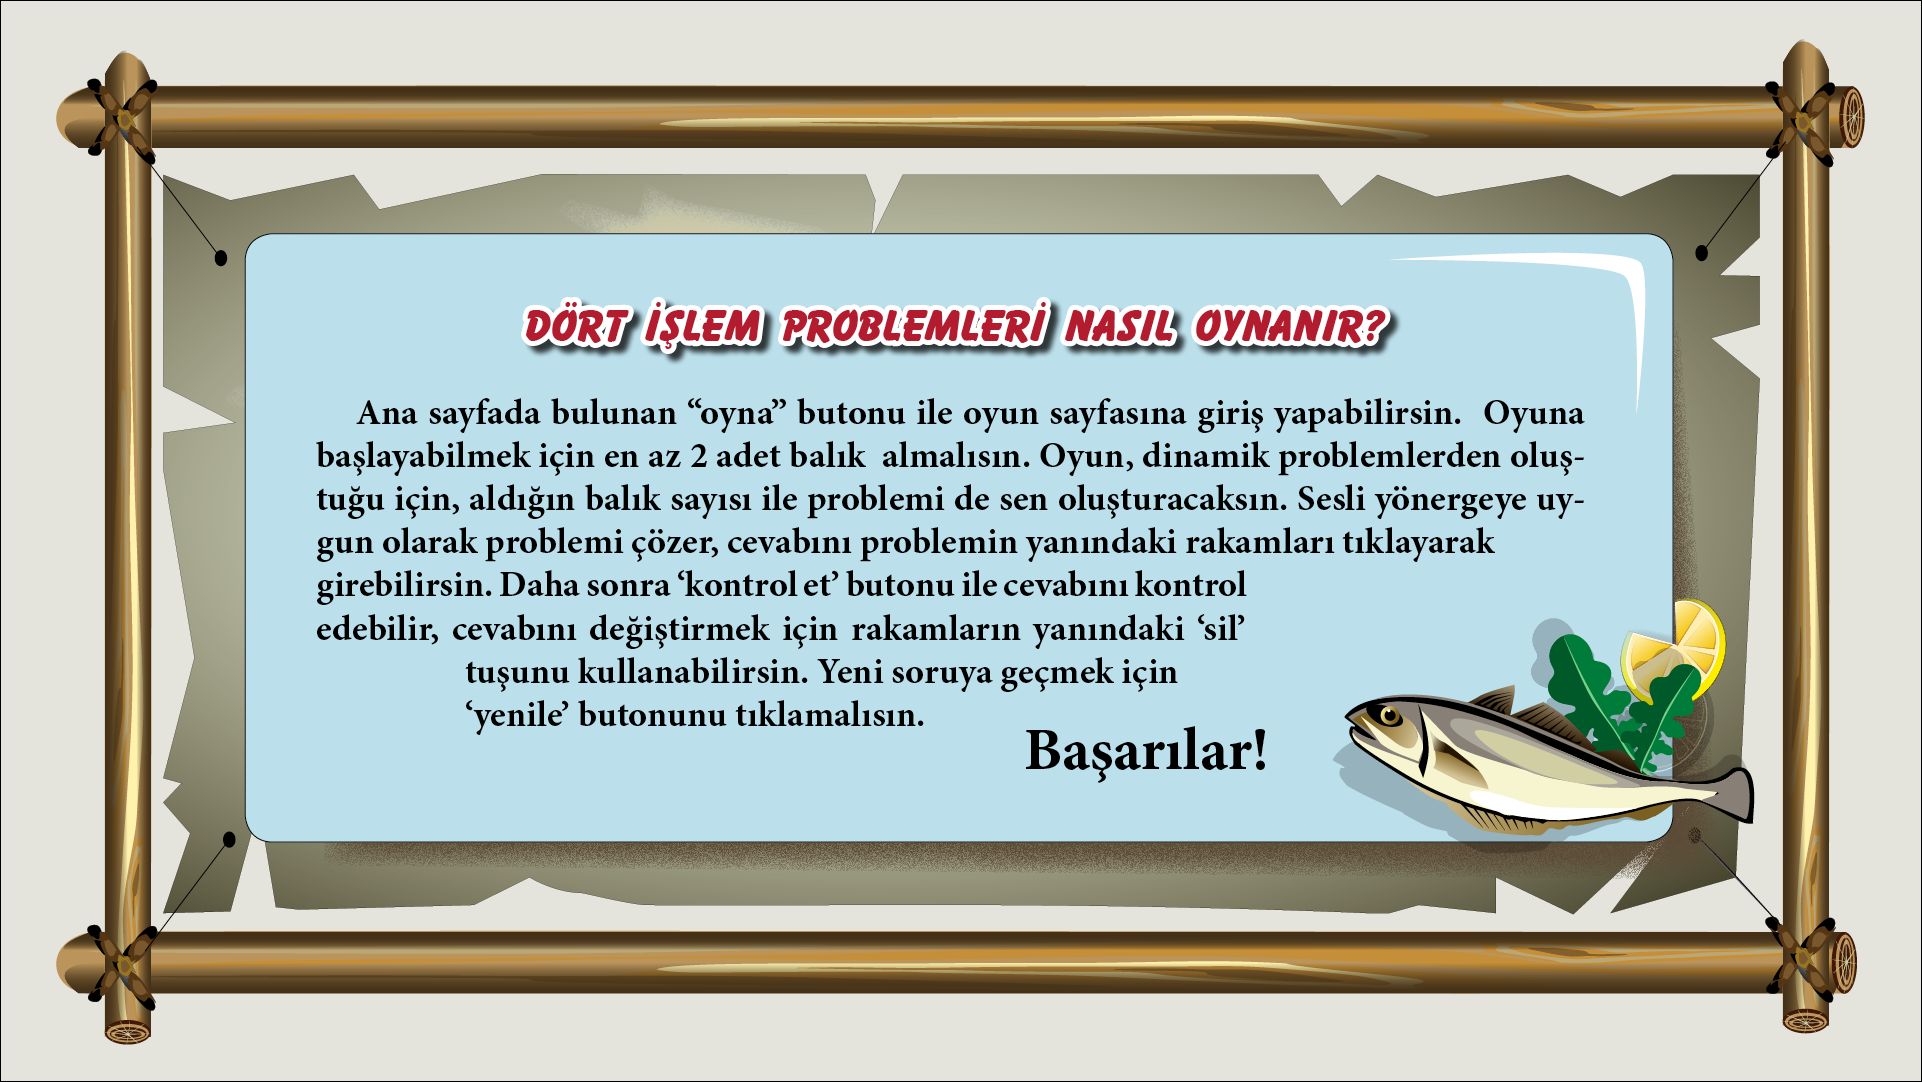 DÖRT İŞLEM PROBLEMLERİ NASIL OYNANIR?
Ana sayfada bulunan “oyna” butonu ile oyun sayfasına giriş yapabilirsin. Oyuna
başlayabilmek için en az 2 adet balık almalısın. Oyun, dinamik problemlerden oluş-
tuğu için, aldığın balık sayısı ile problemi de sen oluşturacaksın. Sesli yönergeye uy-
gun olarak problemi çözer, cevabını problemin yanındaki rakamları tıklayarak
girebilirsin. Daha sonra ‘kontrol et’ butonu ile cevabını kontrol
edebilir, cevabını değiştirmek için rakamların yanındaki ‘sil’
tuşunu kullanabilirsin. Yeni soruya geçmek için
‘yenile’ butonunu tıklamalısın.
Başarılar!